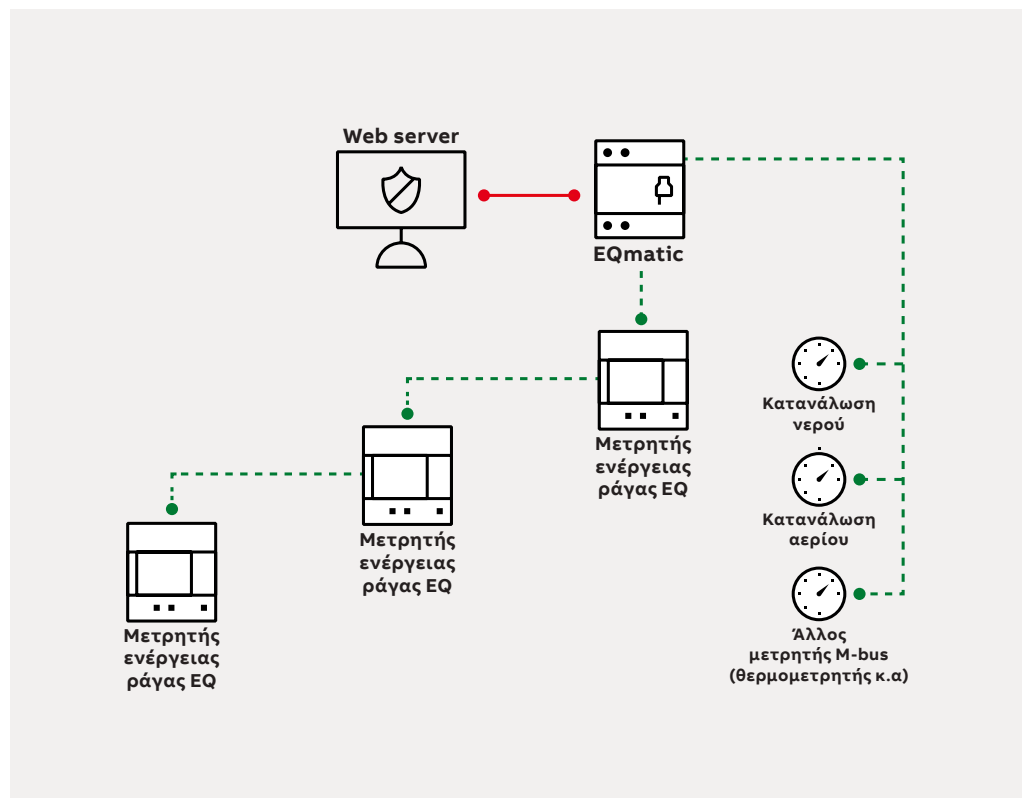 Web server
EQmatic
Μετρητής
ενέργειας
ράγας EQ
Κατανάλωση
νερού
Κατανάλωση
αερίου
Άλλος
μετρητής M-bus
(θερμομετρητής κ.α)
Μετρητής
ενέργειας
ράγας EQ
Μετρητής
ενέργειας
ράγας EQ